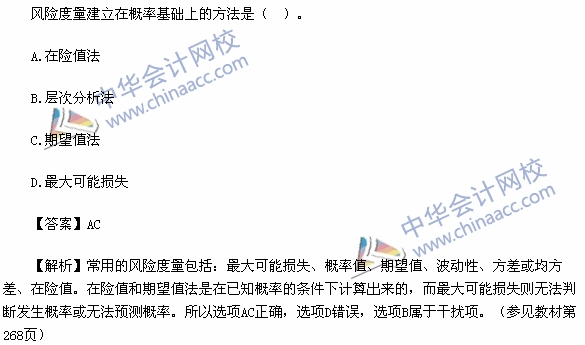 风险度量建立在概率基础上的方法是（ ）。
A.在险值法
B.层次分析法
C.期望值法
D.最大可能损失
【答案】AC
【解析】常用的风险度量包括：最大可能损失、概率值、期望值、波动性、方差或均方
差、在险值。在险值和期望值法是在已知概率的条件下计算出来的，而最大可能损失则无法判
断发生概率或无法预测概率。所以选项AC正确，选项D错误，选项B属于干扰项。（参见教材第
268页）
中华会计网校
www.chinaacc.com
中华会计网校
www.chinaacc.com